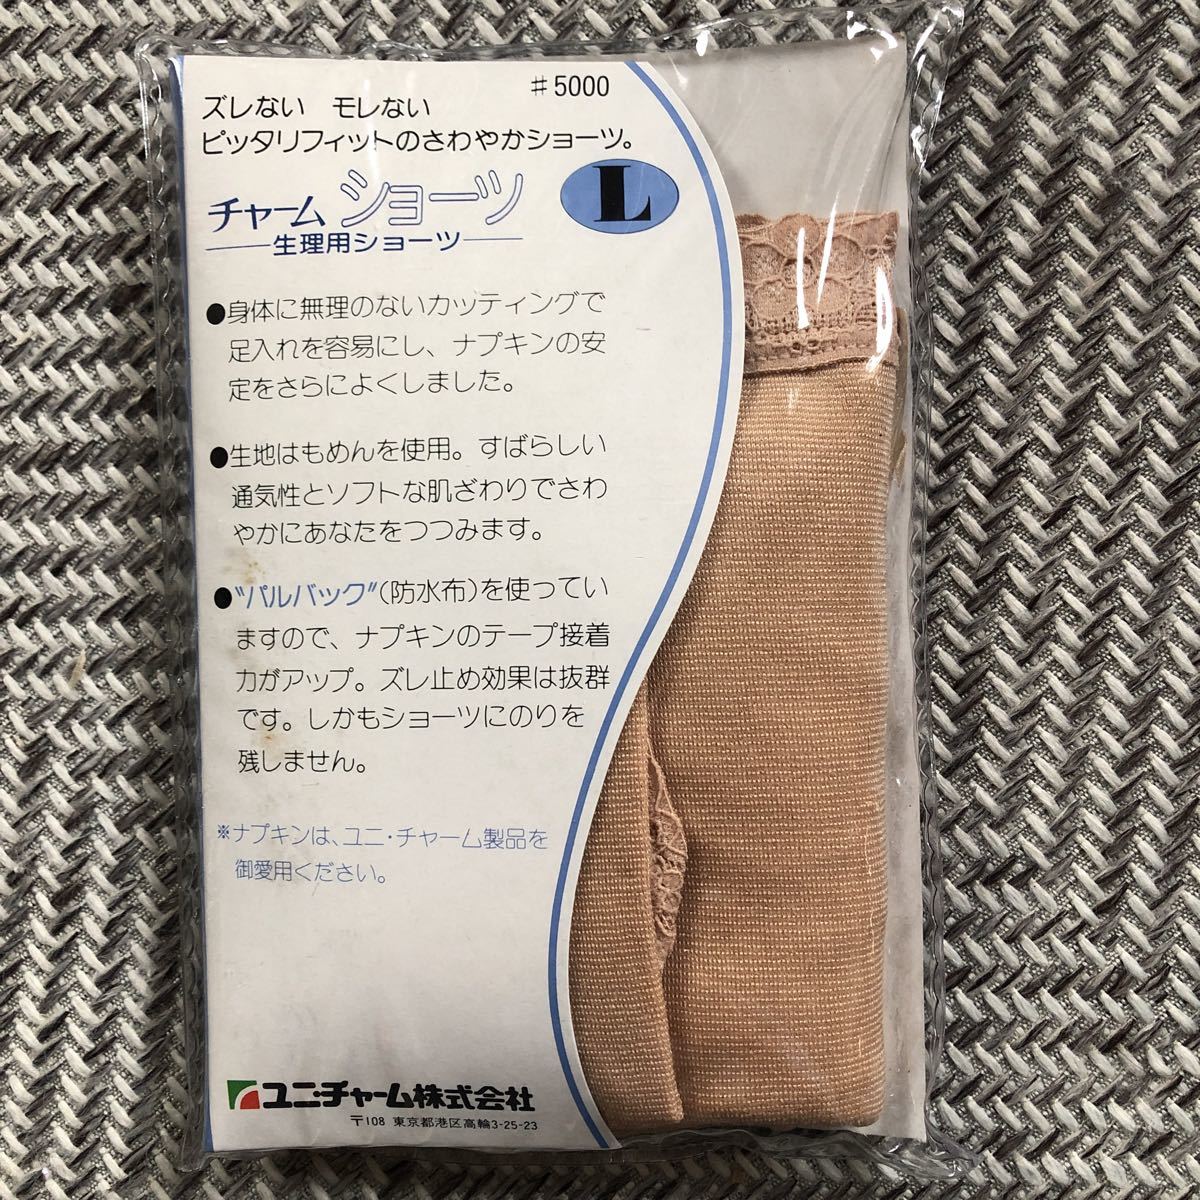 #5000
ズレない モレない
ピッタリフィットのさわやかショーツ。
チャームショーツ
L
生理用ショーツ
●身体に無理のないカッティングで
足入れを容易にし、ナプキンの安
定をさらによくしました。
●生地はもめんを使用。すばらしい
通気性とソフトな肌ざわりでさわ
やかにあなたをつつみます。
●"パルバック"(防水布)を使ってい
ますので、ナプキンのテープ接着
力がアップ。ズレ止め効果は抜群
です。しかもショーツにのりを
残しません。
※ナプキンは、ユニ・チャーム製品を
御愛用ください。
ユニ・チャーム株式会社
〒108 東京都港区高輪3-25-23